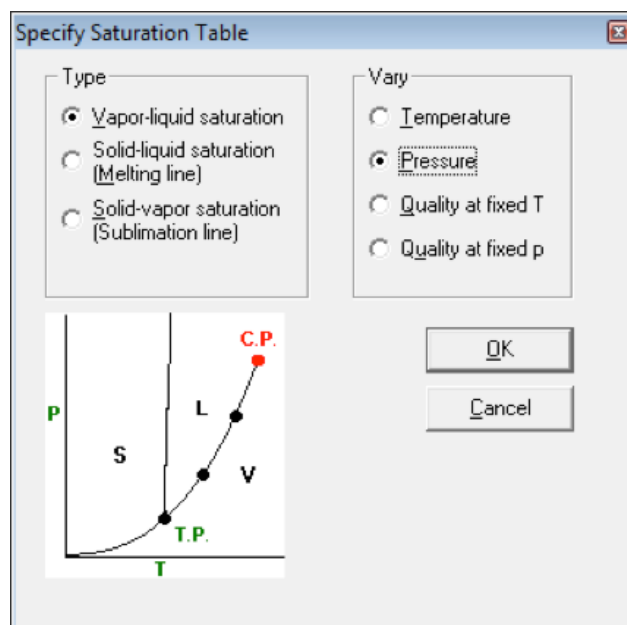 Specify Saturation Table
Type
Vapor-liquid saturation
Solid-liquid saturation
(Melting line)
Solid-vapor saturation
(Sublimation line)
Vary
Temperature
Pressure
Quality at fixed T
Quality at fixed p
C.P.
P
L
S
V
T.P.
T
OK
Cancel